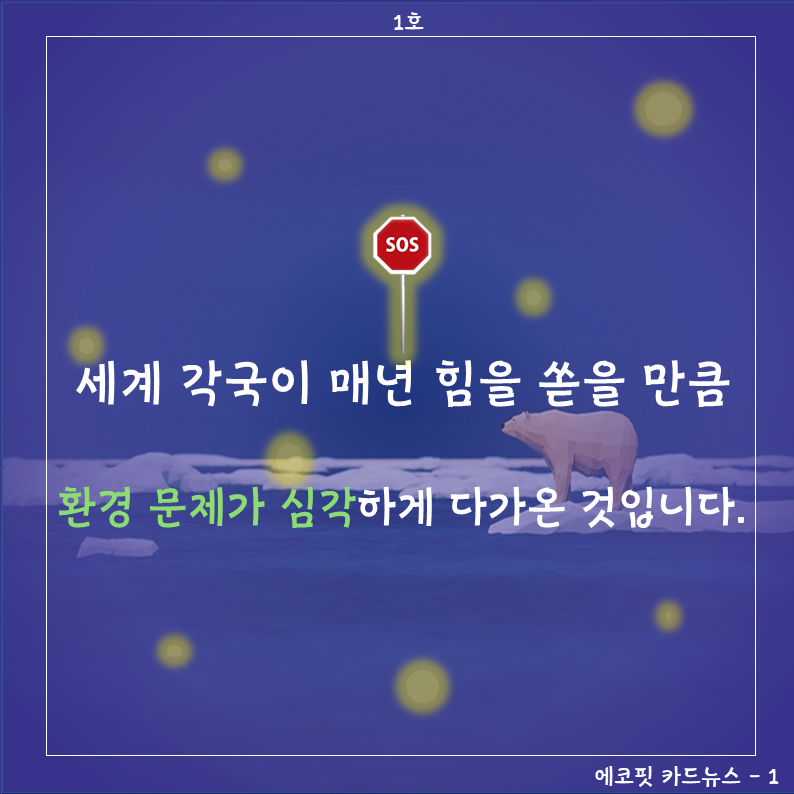 1호
SOS
세계 각국이 매년 힘을 쏟을 만큼
환경 문제가 심각하게 다가온 것입니다.
에코핏 카드뉴스 - 1